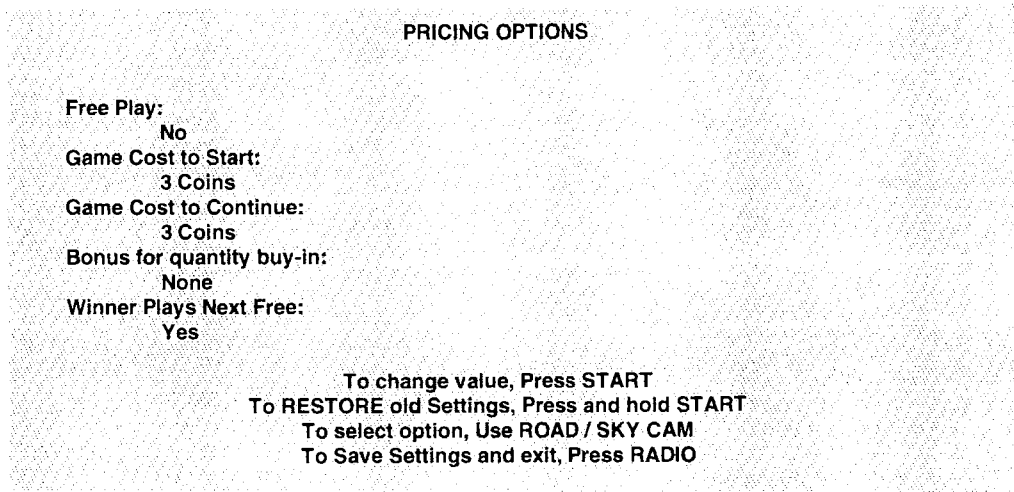 PRICING OPTIONS
Free Play:
No
Game Cost to Start:
3 Coins
Game Cost to Continue:
3 Coins
Bonus for quantity buy-in:
None
Winner Plays Next Free:
Yes
To change value, Press START
To RESTORE old Settings, Press and hold START
To select option, Use ROAD / SKY CAM
To Save Settings and exit, Press RADIO